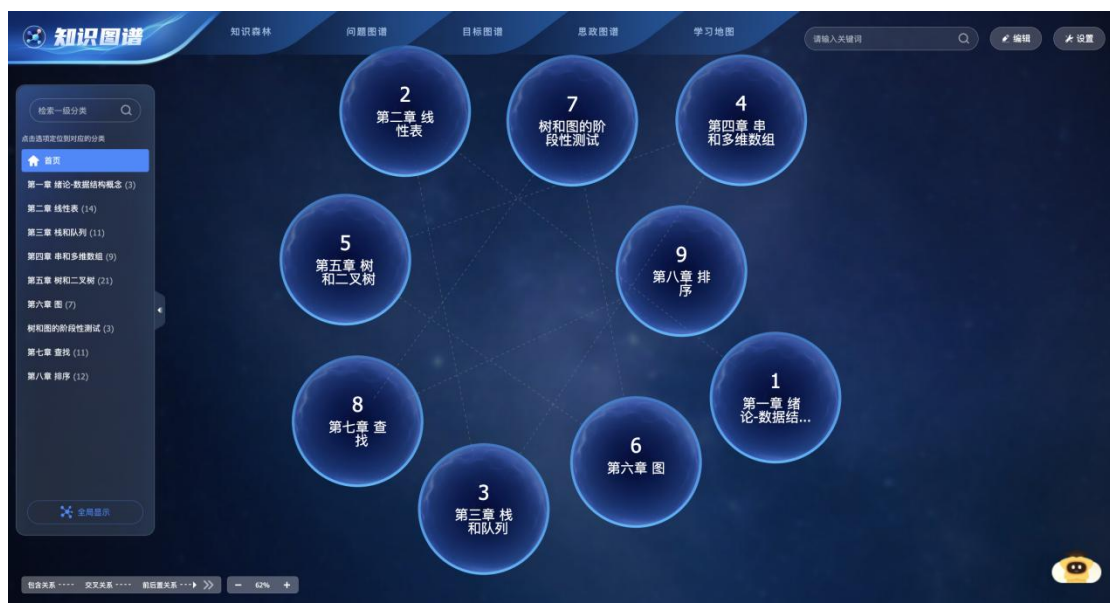 知识图谱
知识森林
问题图谱
目标图谱
思政图谱
学习地图
请输入关键词
编辑
设置
检索一级分类
点击选项定位到对应的分类
首页
第一章 绪论-数据结构概念 (3)
第二章 线性表 (14)
第三章 栈和队列 (11)
第四章 串和多维数组 (9)
第五章 树和二叉树 (21)
第六章 图 (7)
树和图的阶段性测试 (3)
第七章 查找 (11)
第八章 排序 (12)
全局显示
2
第二章 线
性表
7
树和图的阶
段性测试
4
第四章 串
和多维数组
5
第五章 树
和二叉树
9
第八章 排
序
1
第一章 绪
论-数据结...
8
第七章 查
找
6
第六章 图
3
第三章 栈
和队列
包含关系 ---- 交叉关系 ---- 前后置关系 ---
− 62% +